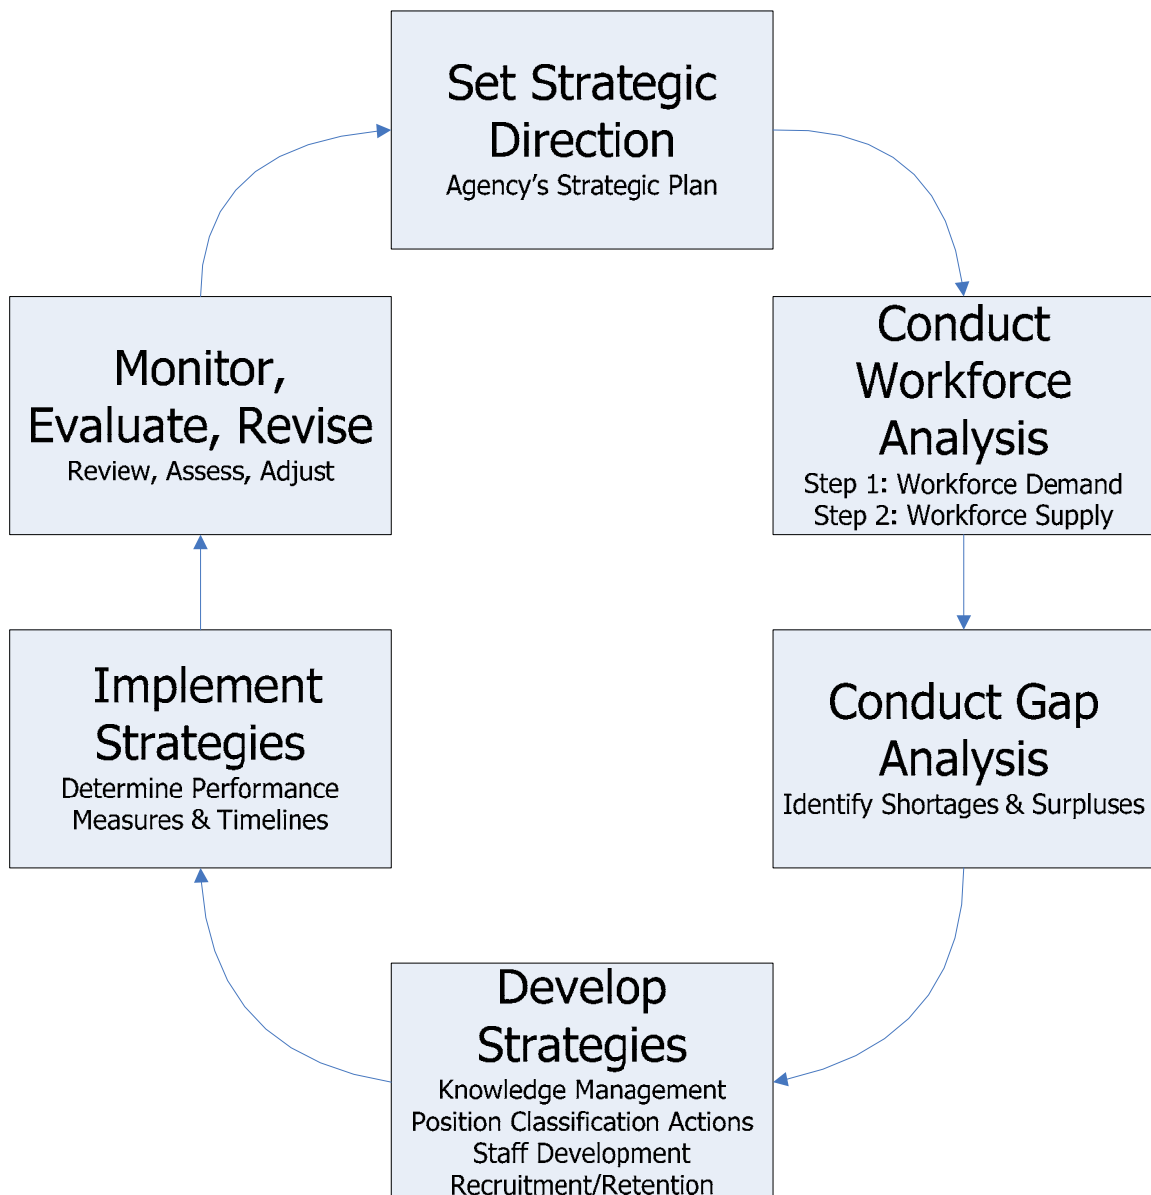 Set Strategic
Direction
Agency's Strategic Plan
Conduct
Workforce
Analysis
Step 1: Workforce Demand
Step 2: Workforce Supply
Conduct Gap
Analysis
Identify Shortages & Surpluses
Develop
Strategies
Knowledge Management
Position Classification Actions
Staff Development
Recruitment/Retention
Implement
Strategies
Determine Performance
Measures & Timelines
Monitor,
Evaluate, Revise
Review, Assess, Adjust